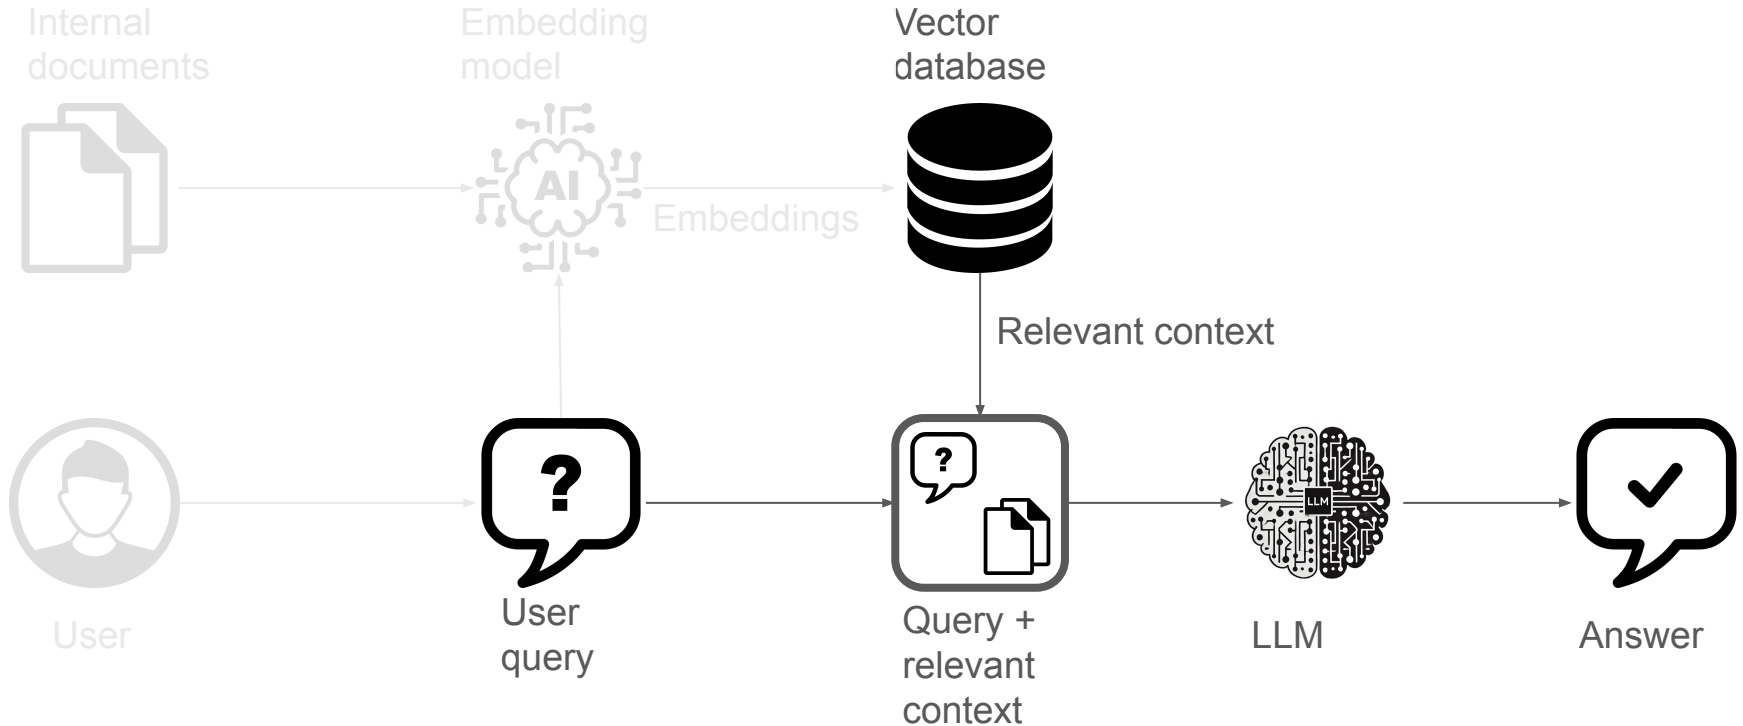 Internal
documents
Embedding
model
Vector
database
AI
Embeddings
Relevant context
?
?
LLM
User
User
query
Query +
relevant
context
LLM
Answer